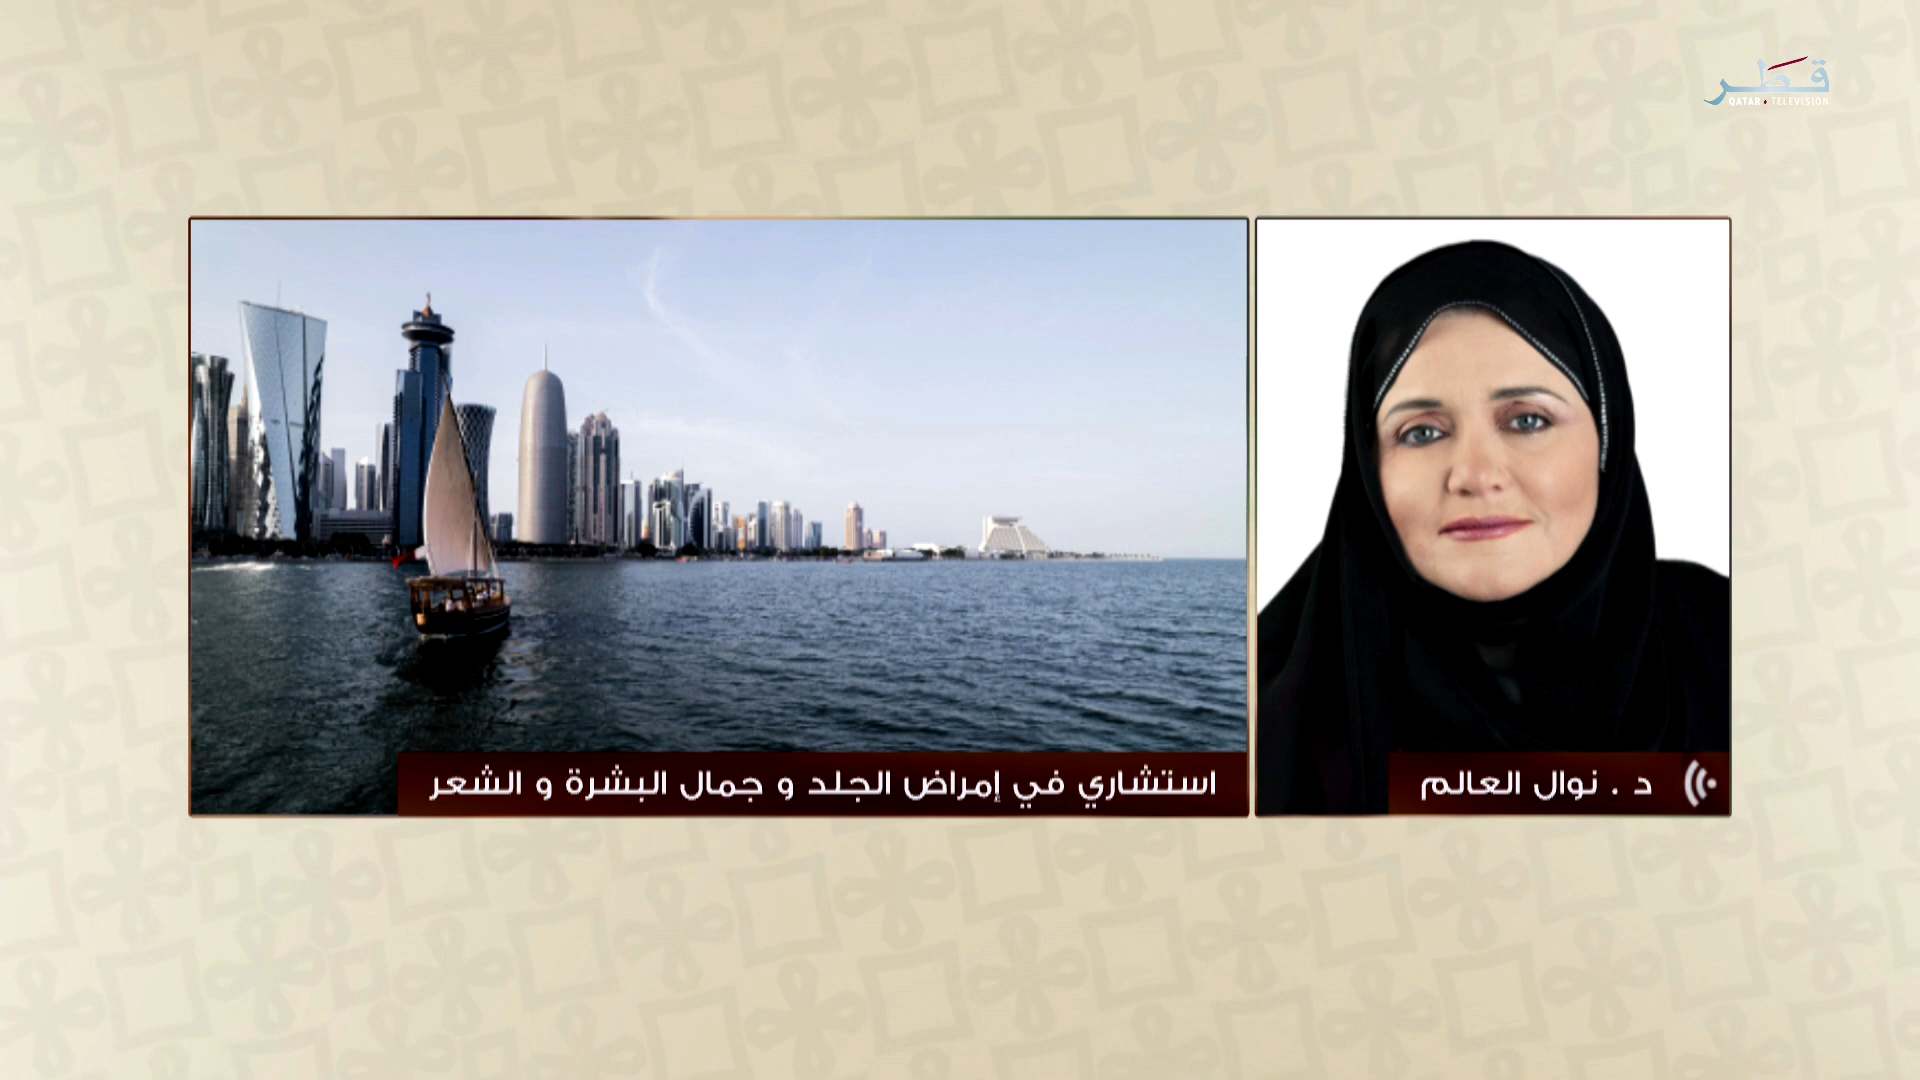 قطر
QATAR TELEVISION
د . نوال العالم
استشاري في إمراض الجلد و جمال البشرة و الشعر